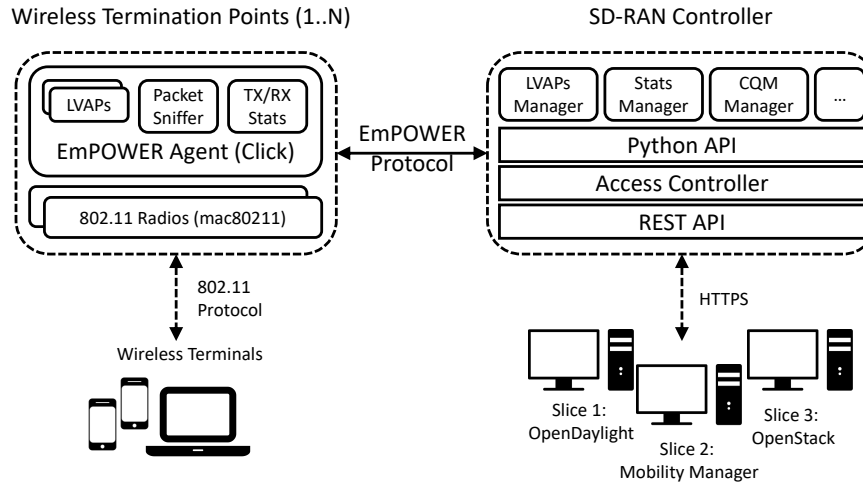 Wireless Termination Points (1..N)
LVAPs
Packet
Sniffer
TX/RX
Stats
EmPOWER Agent (Click)
802.11 Radios (mac80211)
EmPOWER
Protocol
SD-RAN Controller
LVAPs
Manager
Stats
Manager
CQM
Manager
...
Python API
Access Controller
REST API
802.11
Protocol
Wireless Terminals
HTTPS
Slice 1:
OpenDaylight
Slice 2:
Mobility Manager
Slice 3:
OpenStack